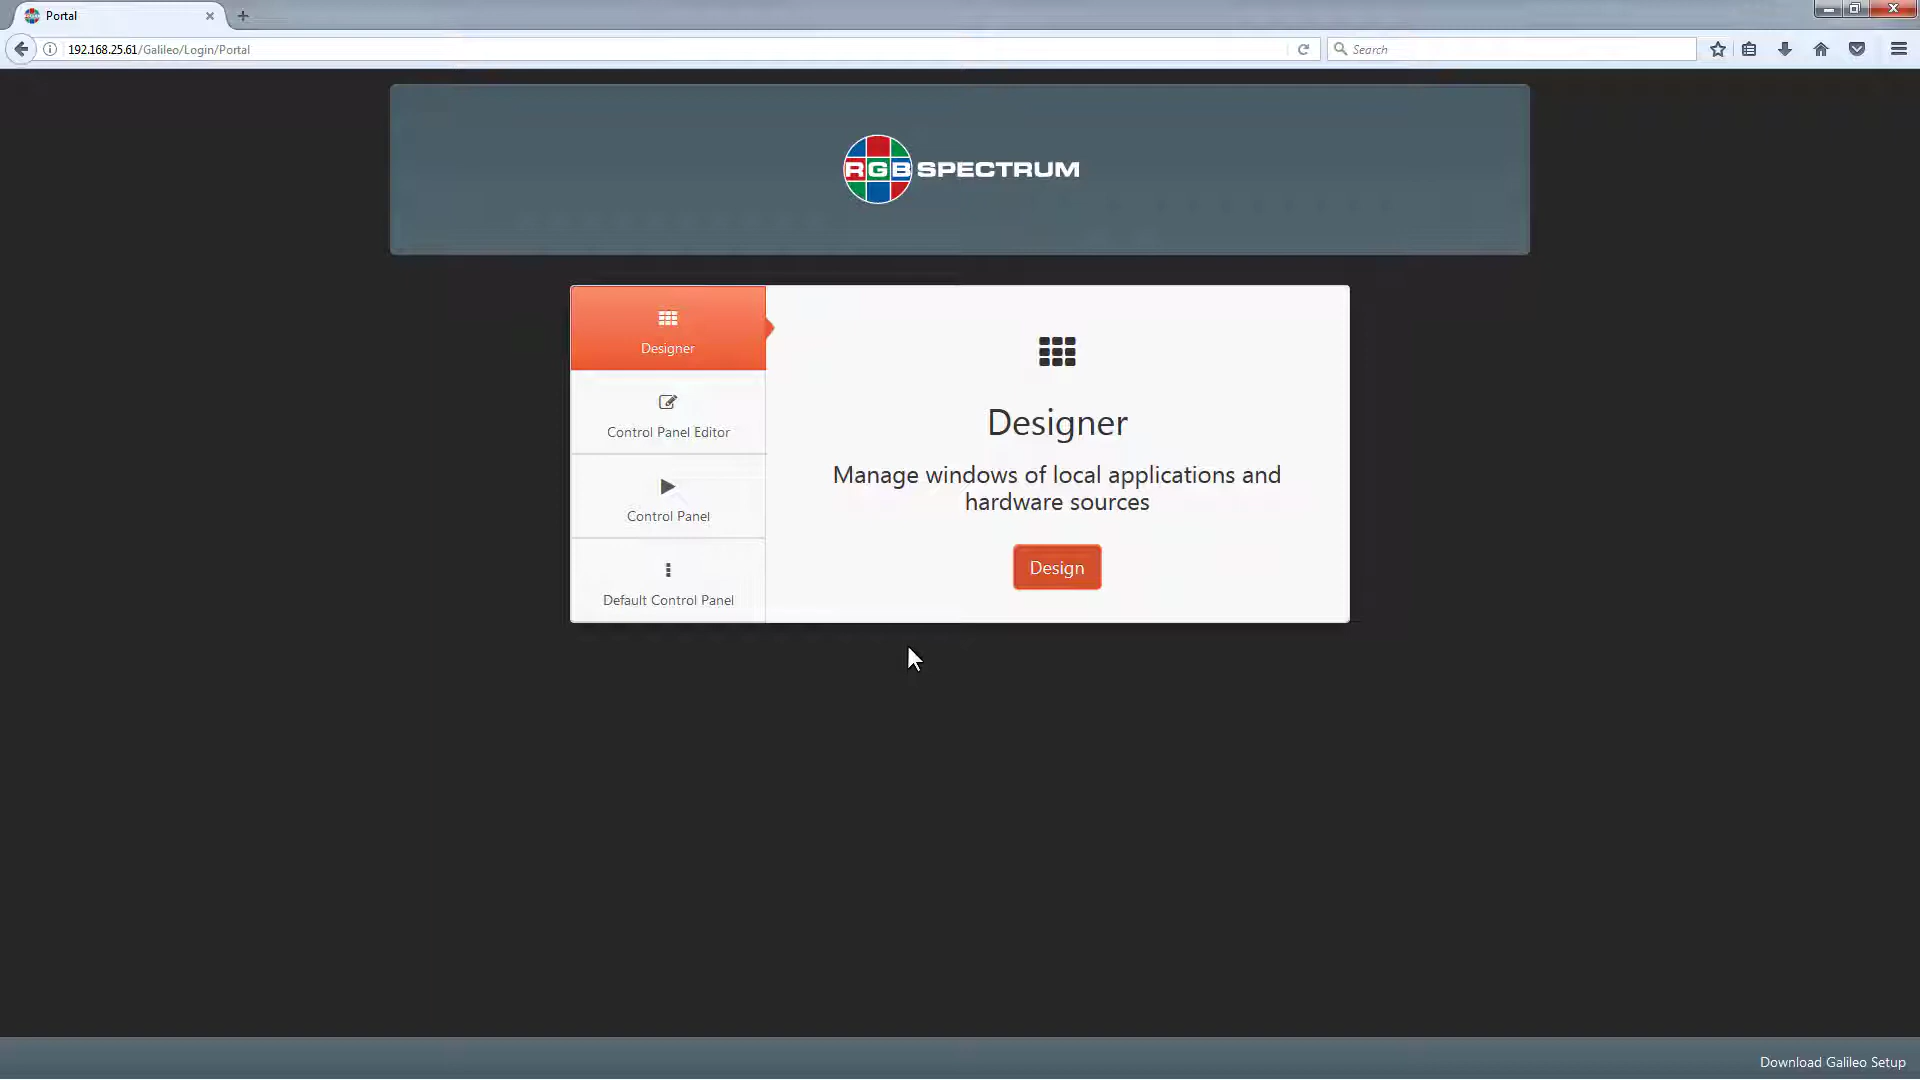 Portal
192.168.25.61/Galileo/Login/Portal
Search
RGB SPECTRUM
Designer
Control Panel Editor
Control Panel
Default Control Panel
Designer
Manage windows of local applications and
hardware sources
Design
Download Galileo Setup